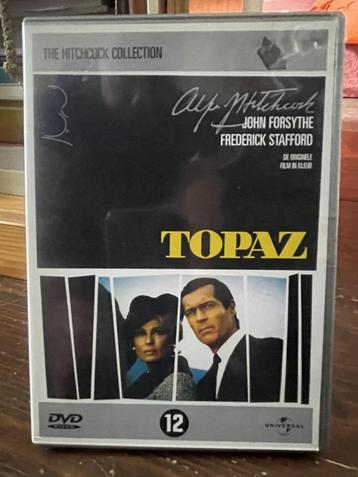 THE HITCHCOCK COLLECTION
Alfred Hitchcock
JOHN FORSYTHE
FREDERICK STAFFORD
DE ORIGINELE
FILM IN KLEUR
TOPAZ
DVD
VIDEO
12
UNIVERSAL